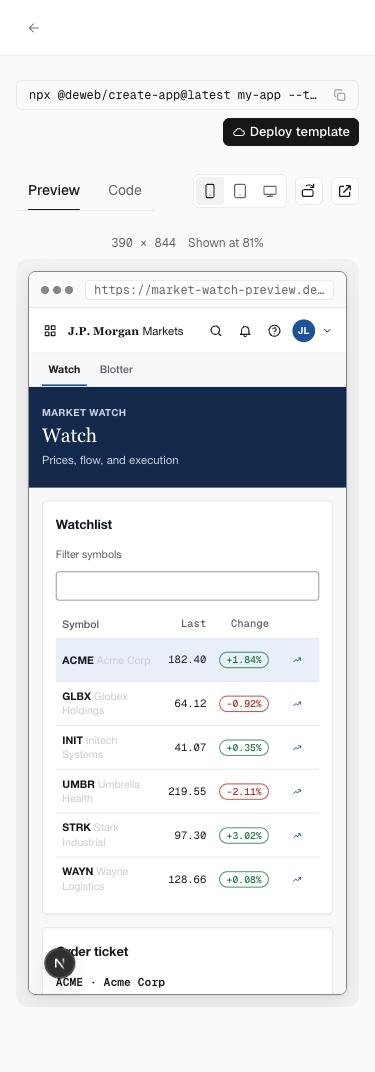 npx @deweb/create-app@latest my-app --t…
Deploy template
Preview Code
390 × 844 Shown at 81%
https://market-watch-preview.de…
J.P. Morgan Markets JL
Watch Blotter
MARKET WATCH
Watch
Prices, flow, and execution
Watchlist
Filter symbols
Symbol Last Change
ACME Acme Corp 182.40 +1.84%
GLBX Globex Holdings 64.12 -0.92%
INIT Initech Systems 41.07 +0.35%
UMBR Umbrella Health 219.55 -2.11%
STRK Stark Industrial 97.30 +3.02%
WAYN Wayne Logistics 128.66 +0.08%
Order ticket
N
ACME · Acme Corp